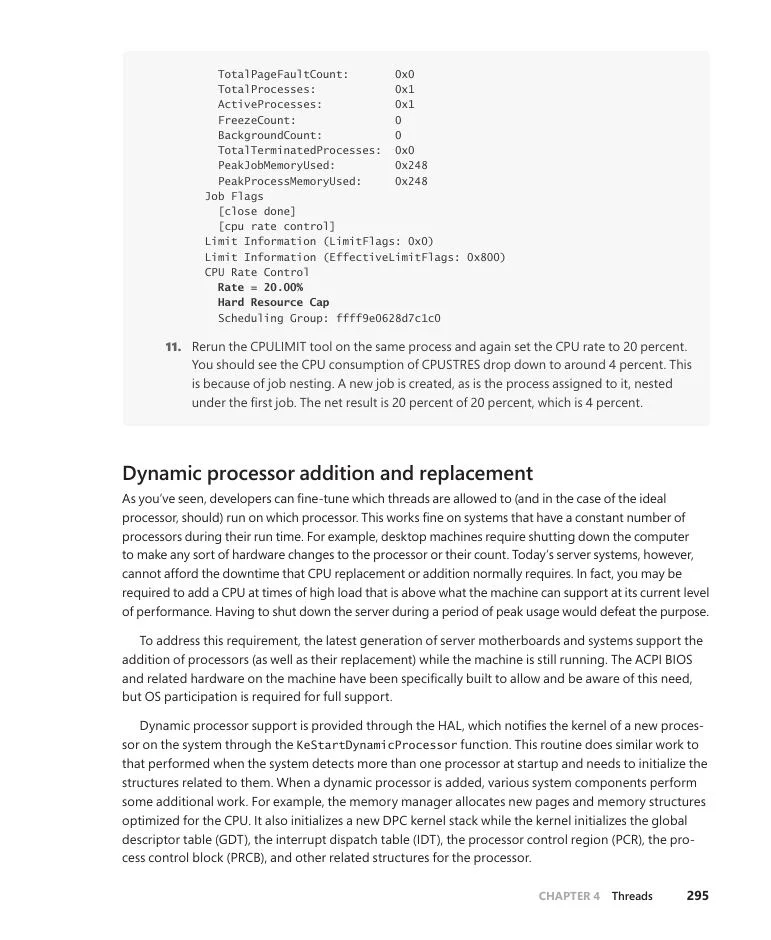 TotalPageFaultCount: 0x0
TotalProcesses: 0x1
ActiveProcesses: 0x1
FreezeCount: 0
BackgroundCount: 0
TotalTerminatedProcesses: 0x0
PeakJobMemoryUsed: 0x248
PeakProcessMemoryUsed: 0x248
Job Flags
[close done]
[cpu rate control]
Limit Information (LimitFlags: 0x0)
Limit Information (EffectiveLimitFlags: 0x800)
CPU Rate Control
Rate = 20.00%
Hard Resource Cap
Scheduling Group: ffff9e0628d7c1c0
11. Rerun the CPULIMIT tool on the same process and again set the CPU rate to 20 percent.
You should see the CPU consumption of CPUSTRES drop down to around 4 percent. This
is because of job nesting. A new job is created, as is the process assigned to it, nested
under the first job. The net result is 20 percent of 20 percent, which is 4 percent.
Dynamic processor addition and replacement
As you’ve seen, developers can fine-tune which threads are allowed to (and in the case of the ideal
processor, should) run on which processor. This works fine on systems that have a constant number of
processors during their run time. For example, desktop machines require shutting down the computer
to make any sort of hardware changes to the processor or their count. Today’s server systems, however,
cannot afford the downtime that CPU replacement or addition normally requires. In fact, you may be
required to add a CPU at times of high load that is above what the machine can support at its current level
of performance. Having to shut down the server during a period of peak usage would defeat the purpose.
To address this requirement, the latest generation of server motherboards and systems support the
addition of processors (as well as their replacement) while the machine is still running. The ACPI BIOS
and related hardware on the machine have been specifically built to allow and be aware of this need,
but OS participation is required for full support.
Dynamic processor support is provided through the HAL, which notifies the kernel of a new proces-
sor on the system through the KeStartDynamicProcessor function. This routine does similar work to
that performed when the system detects more than one processor at startup and needs to initialize the
structures related to them. When a dynamic processor is added, various system components perform
some additional work. For example, the memory manager allocates new pages and memory structures
optimized for the CPU. It also initializes a new DPC kernel stack while the kernel initializes the global
descriptor table (GDT), the interrupt dispatch table (IDT), the processor control region (PCR), the pro-
cess control block (PRCB), and other related structures for the processor.
CHAPTER 4 Threads 295